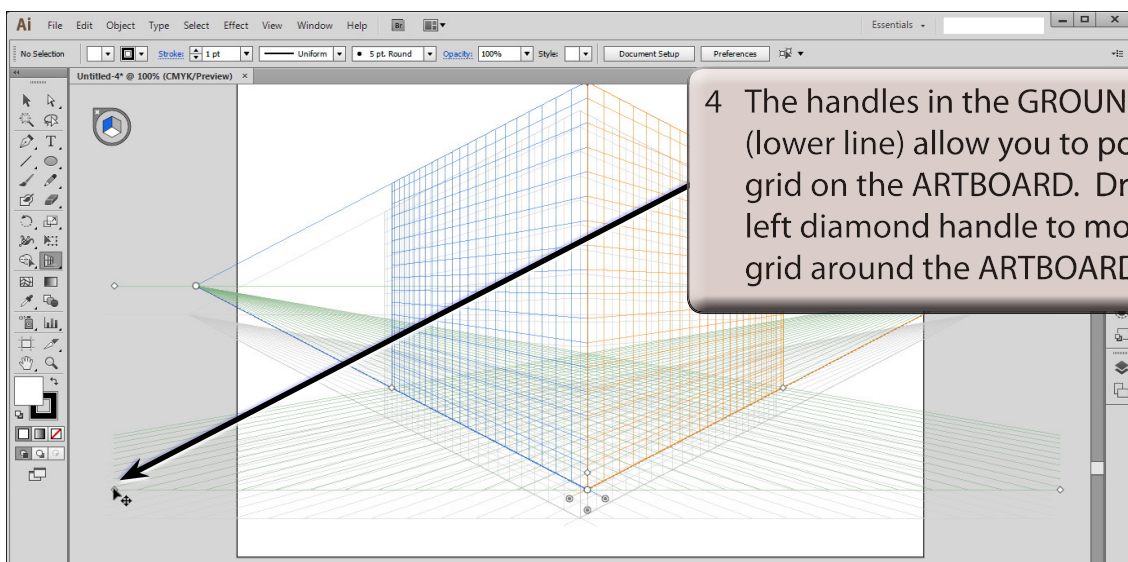 Ai File Edit Object Type Select Effect View Window Help Br Essentials
No Selection Stroke: 1 pt Uniform 5 pt. Round Opacity: 100% Style: Document Setup Preferences
Untitled-4* @ 100% (CMYK/Preview) ×
4 The handles in the GROUN
(lower line) allow you to po
grid on the ARTBOARD. Dr
left diamond handle to mo
grid around the ARTBOARD